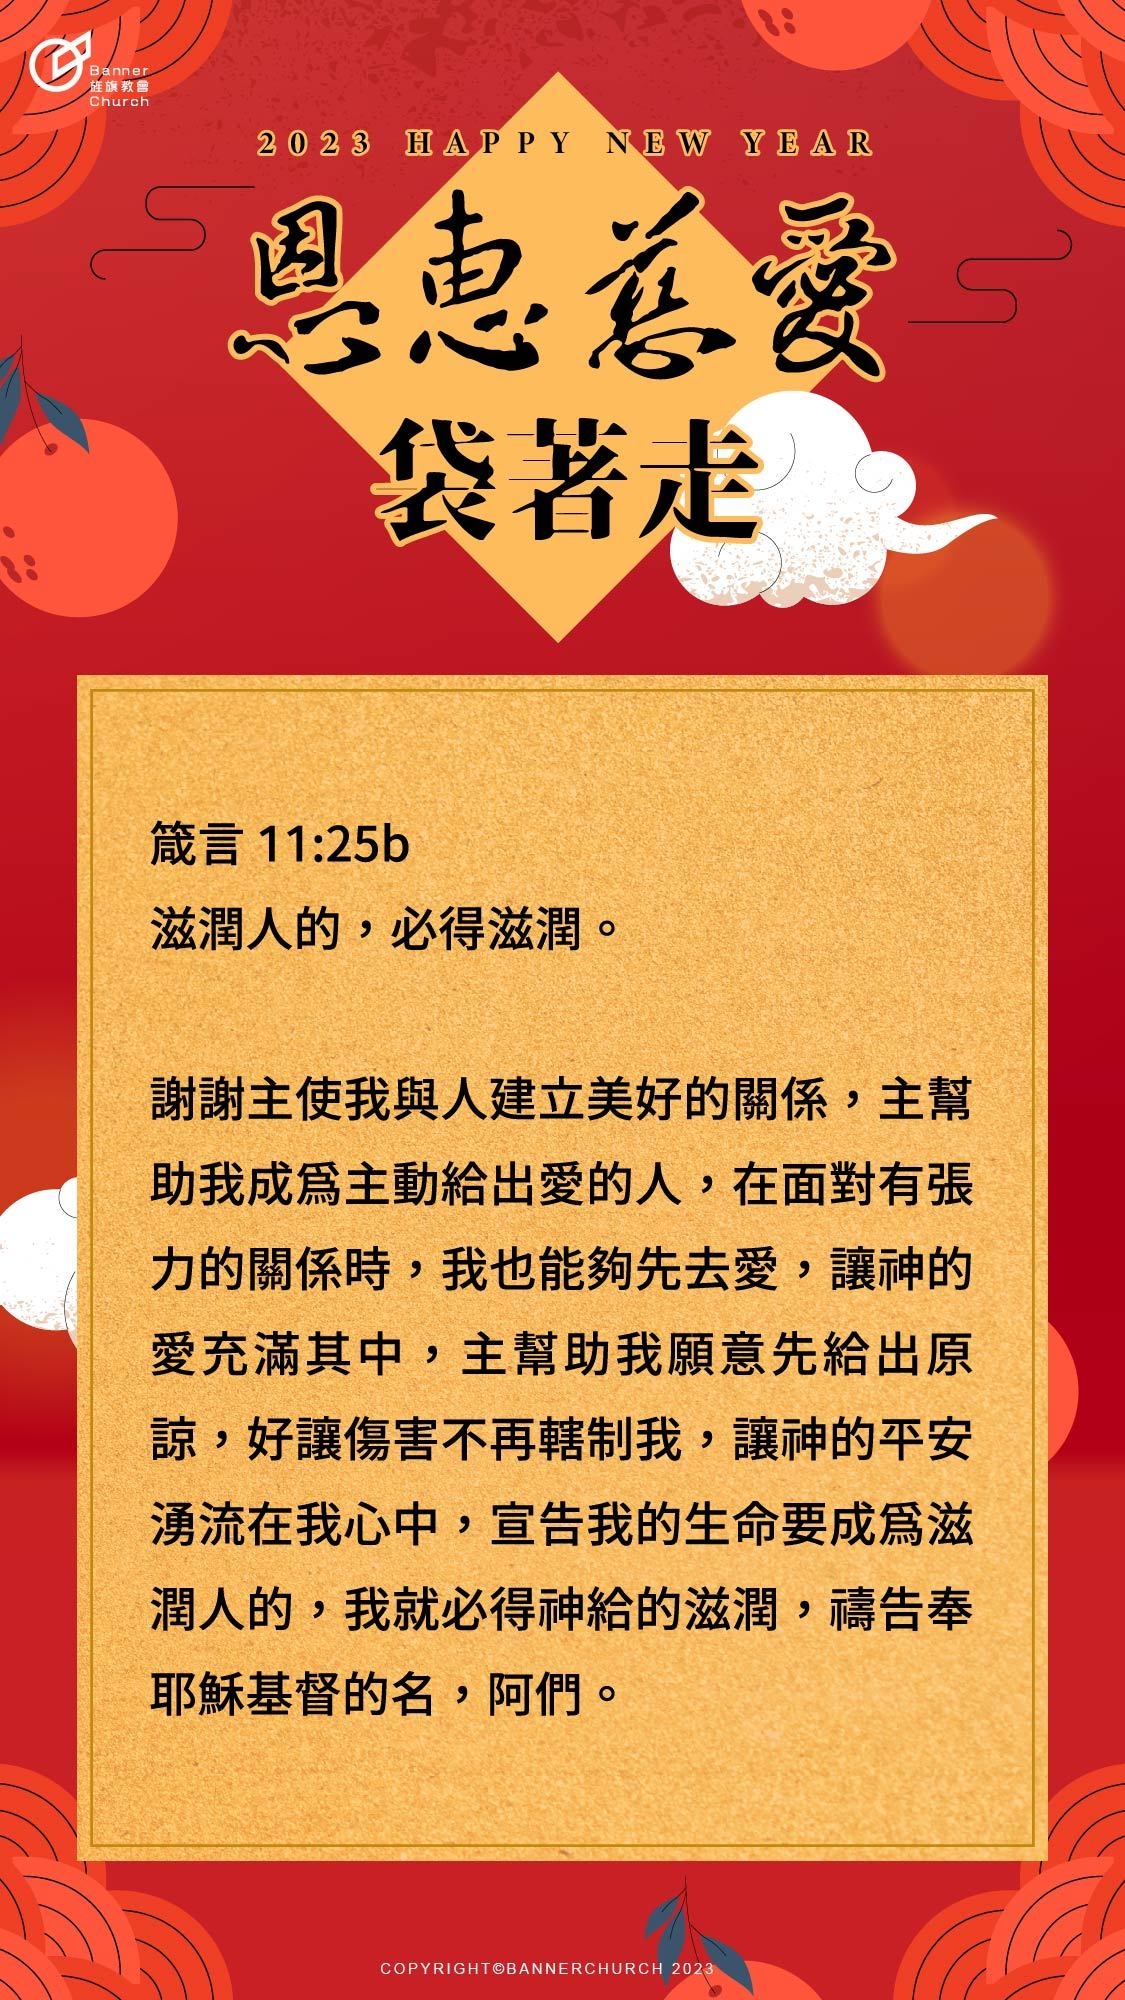 Banner
旌旗教會
Church
2023 HAPPY NEW YEAR
恩惠慈愛
袋著走
箴言 11:25b
滋潤人的，必得滋潤。
謝謝主使我與人建立美好的關係，主幫
助我成爲主動給出愛的人，在面對有張
力的關係時，我也能夠先去愛，讓神的
愛充滿其中，主幫助我願意先給出原
諒，好讓傷害不再轄制我，讓神的平安
湧流在我心中，宣告我的生命要成爲滋
潤人的，我就必得神給的滋潤，禱告奉
耶穌基督的名，阿們。
COPYRIGHT©BANNERCHURCH 2023